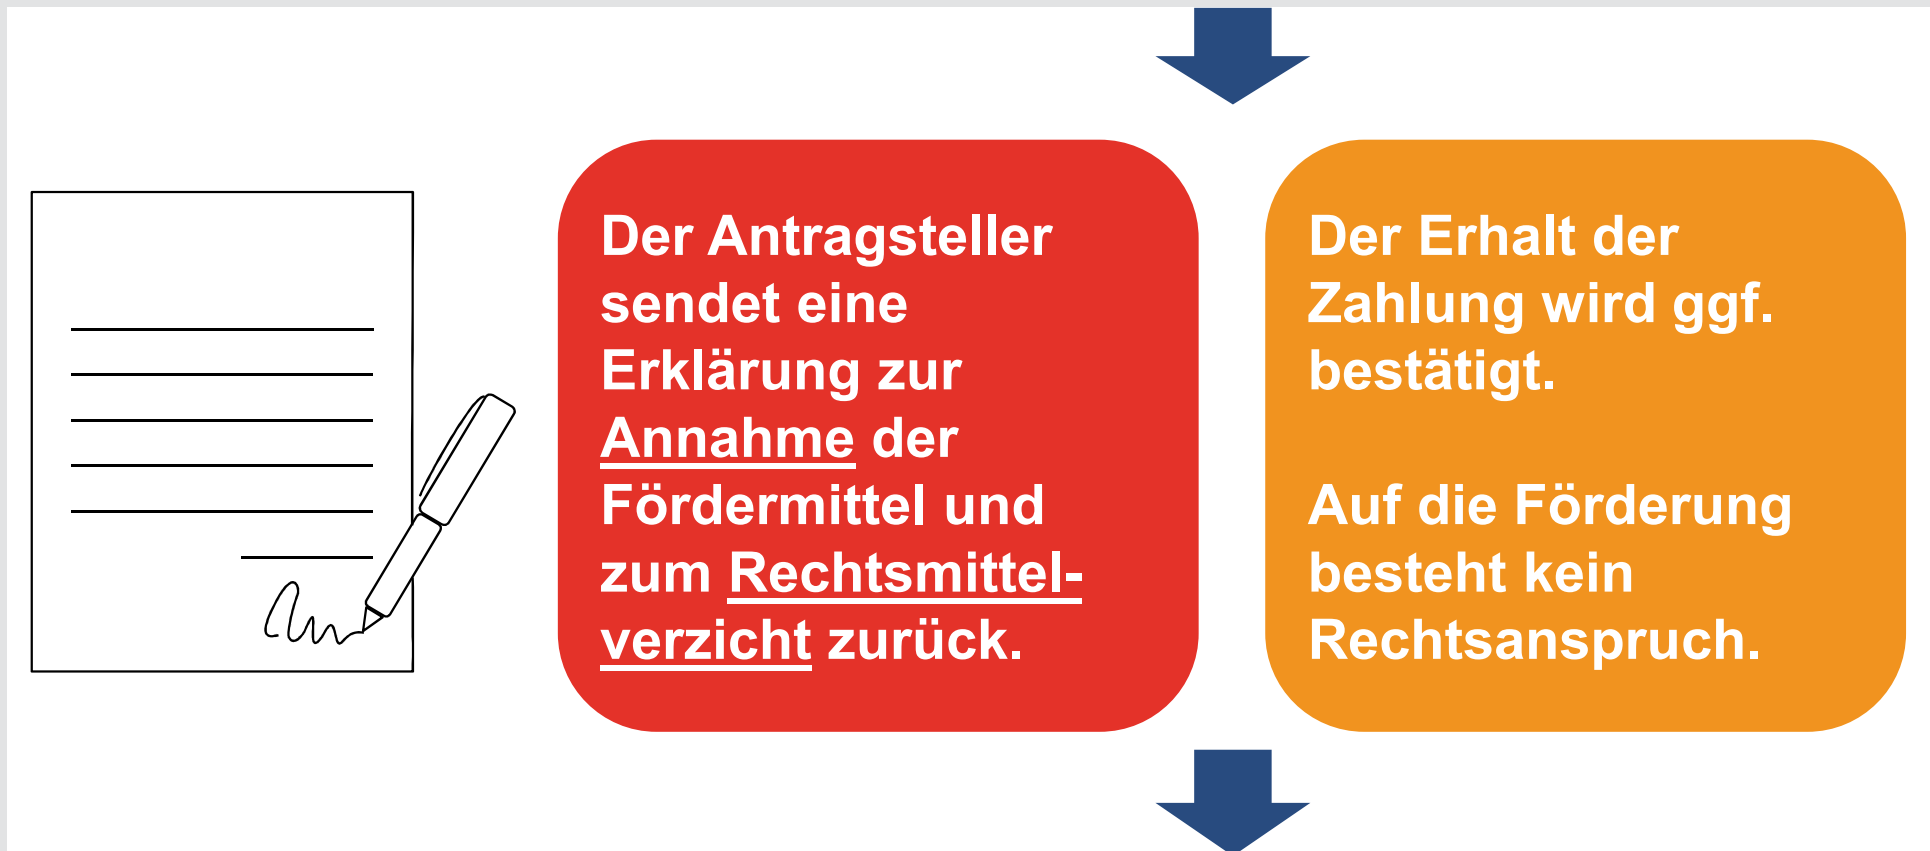 Der Antragsteller
sendet eine
Erklärung zur
Annahme der
Fördermittel und
zum Rechtsmittel-
verzicht zurück.
Der Erhalt der
Zahlung wird ggf.
bestätigt.
Auf die Förderung
besteht kein
Rechtsanspruch.